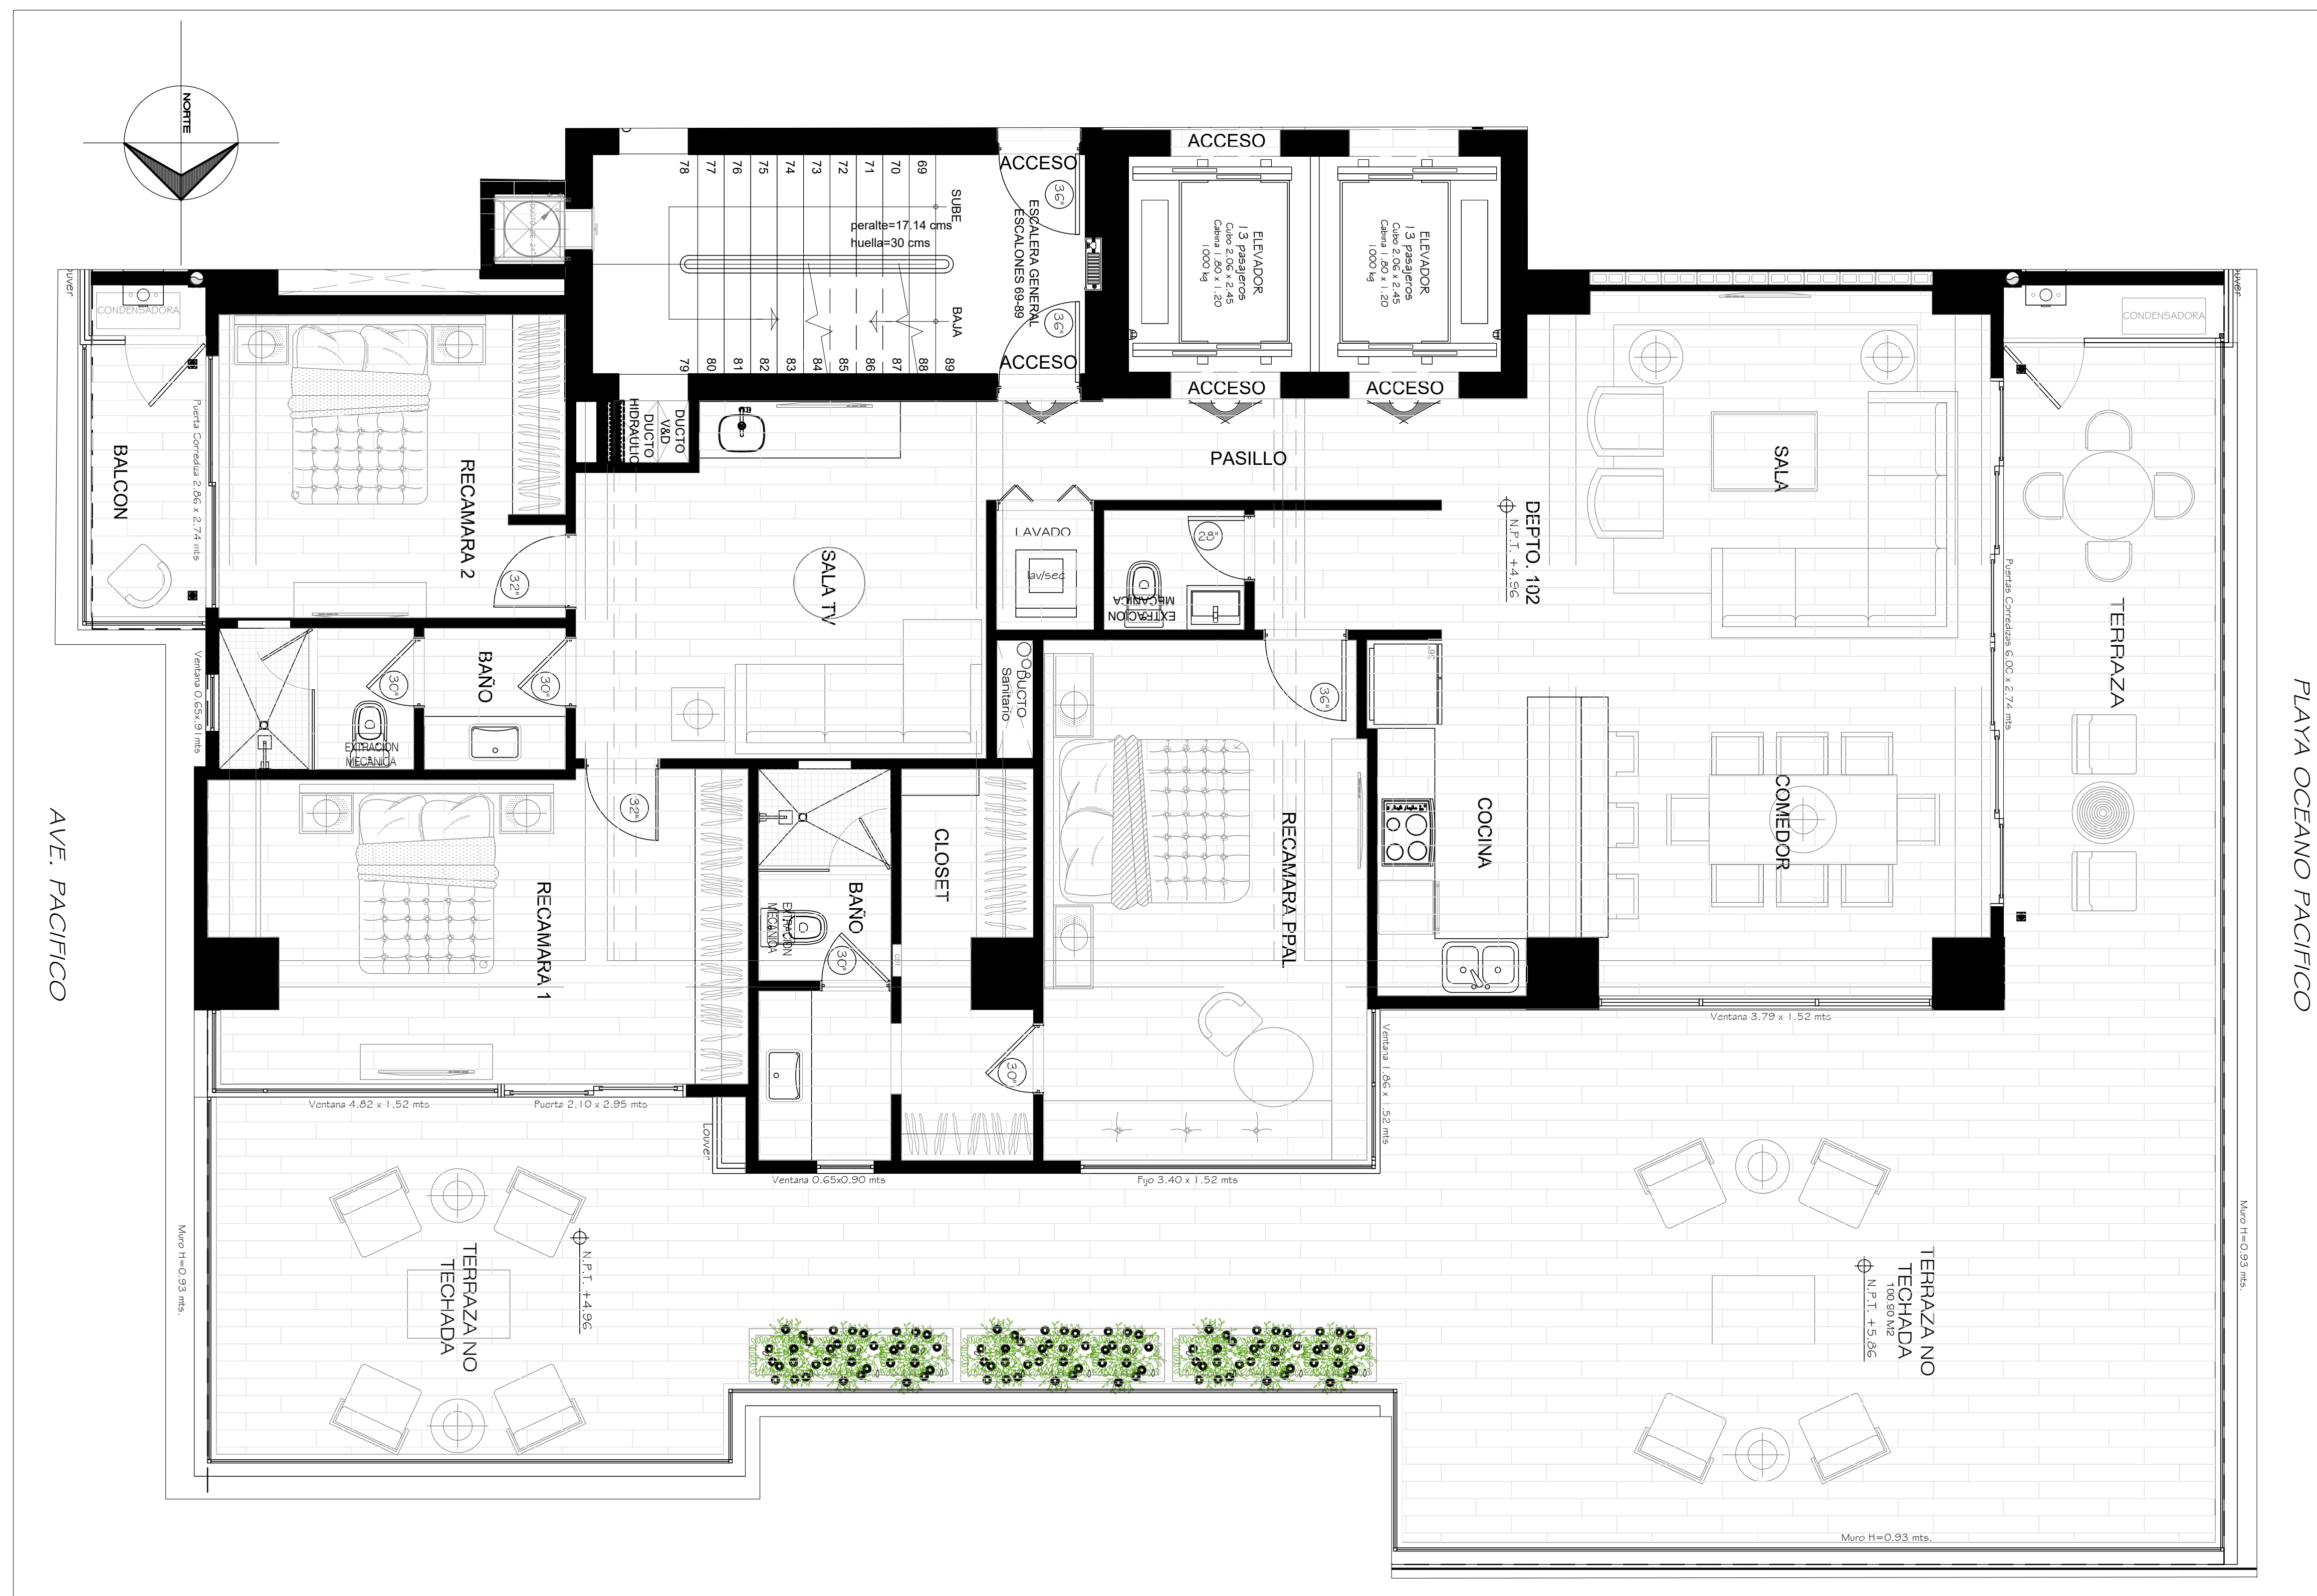 NORTE
ACCESO
ACCESO
36"
78
77
76
75
74
73
72
71
70
69
SUBE
peralte=17.14 cms
huella=30 cms
ESCALERA GENERAL
ESCALONES 69-89
ELEVADOR
13 pasajeros
Cubo 2.06 x 2.45
Cabina 1.80 x 1.20
1000 kg
ELEVADOR
13 pasajeros
Cubo 2.06 x 2.45
Cabina 1.80 x 1.20
1000 kg
BAJA
36"
79
80
81
82
83
84
85
86
87
88
89
ACCESO
ACCESO
ACCESO
CONDENSADORA
CONDENSADORA
HIDRAULICO
DUCTO
DUCTO
V&D
PASILLO
BALCON
Puerta Corrediza 2.86 x 2.74 mts
RECAMARA 2
32"
SALA TV
LAVADO
lav/sec
28"
EXTRACION
MECANICA
DEPTO. 102
N.P.T. +4.96
SALA
Puertas Corredizas 6.00 x 2.74 mts
TERRAZA
PLAYA OCEANO PACIFICO
Ventana 0.65x.91mts
BAÑO
30"
30"
EXTRACION
MECANICA
DUCTO
Sanitario
36"
AVE. PACIFICO
32"
RECAMARA 1
BAÑO
EXTRACION
MECANICA
30"
CLOSET
30"
RECAMARA PPAL
COCINA
COMEDOR
Ventana 3.79 x 1.52 mts
Ventana 1.86 x 1.52 mts
Ventana 4.82 x 1.52 mts
Puerta 2.10 x 2.95 mts
Louver
Ventana 0.65x0.90 mts
Fijo 3.40 x 1.52 mts
Muro H=0.93 mts.
TERRAZA NO
TECHADA
N.P.T. +4.96
TERRAZA NO
TECHADA
100.90 M2
N.P.T. +5.36
Muro H=0.93 mts.
Muro H=0.93 mts.